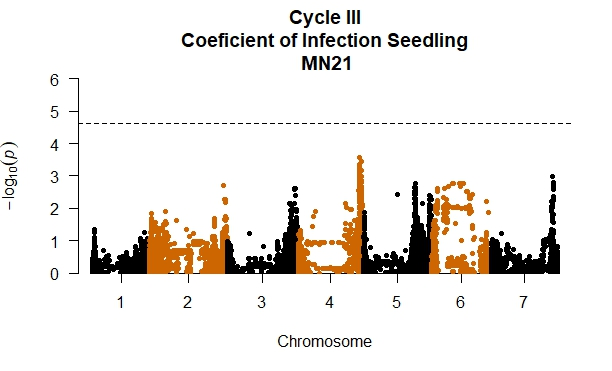 Cycle III
Coeficient of Infection Seedling
MN21
6
5
4
3
2
1
0
−log10(p)
1 2 3 4 5 6 7
Chromosome